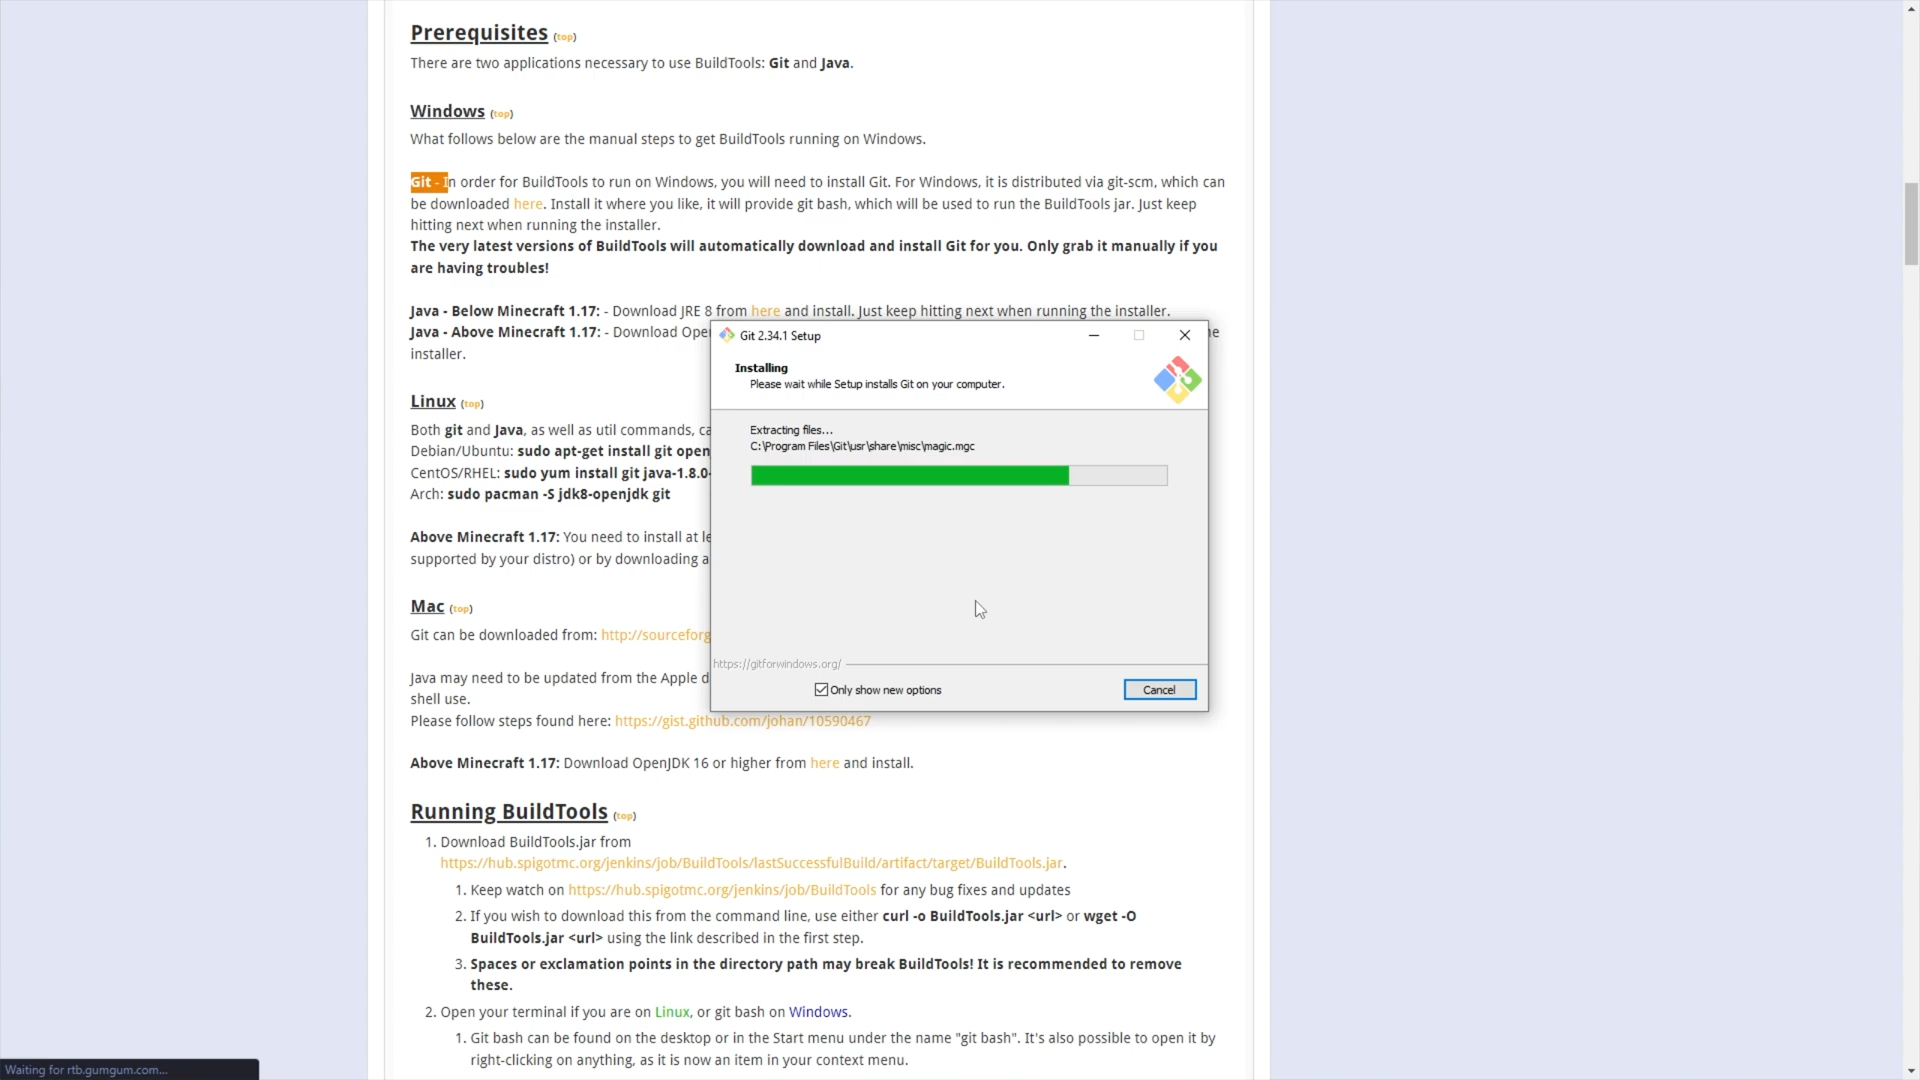 Prerequisites (top)
There are two applications necessary to use BuildTools: Git and Java.
Windows (top)
What follows below are the manual steps to get BuildTools running on Windows.
Git - In order for BuildTools to run on Windows, you will need to install Git. For Windows, it is distributed via git-scm, which can
be downloaded here. Install it where you like, it will provide git bash, which will be used to run the BuildTools jar. Just keep
hitting next when running the installer.
The very latest versions of BuildTools will automatically download and install Git for you. Only grab it manually if you
are having troubles!
Java - Below Minecraft 1.17: - Download JRE 8 from here and install. Just keep hitting next when running the installer.
Java - Above Minecraft 1.17: - Download Ope
installer.
Git 2.34.1 Setup
Installing
Please wait while Setup installs Git on your computer.
Extracting files...
C:\Program Files\Git\usr\share\misc\magic.mgc
https://gitforwindows.org/
Only show new options
Cancel
Linux (top)
Both git and Java, as well as util commands, ca
Debian/Ubuntu: sudo apt-get install git open
CentOS/RHEL: sudo yum install git java-1.8.0-
Arch: sudo pacman -S jdk8-openjdk git
Above Minecraft 1.17: You need to install at le
supported by your distro) or by downloading a
Mac (top)
Git can be downloaded from: http://sourceforg
Java may need to be updated from the Apple d
shell use.
Please follow steps found here: https://gist.github.com/johan/10590467
Above Minecraft 1.17: Download OpenJDK 16 or higher from here and install.
Running BuildTools (top)
1. Download BuildTools.jar from
https://hub.spigotmc.org/jenkins/job/BuildTools/lastSuccessfulBuild/artifact/target/BuildTools.jar.
1. Keep watch on https://hub.spigotmc.org/jenkins/job/BuildTools for any bug fixes and updates
2. If you wish to download this from the command line, use either curl -o BuildTools.jar <url> or wget -O
BuildTools.jar <url> using the link described in the first step.
3. Spaces or exclamation points in the directory path may break BuildTools! It is recommended to remove
these.
2. Open your terminal if you are on Linux, or git bash on Windows.
1. Git bash can be found on the desktop or in the Start menu under the name "git bash". It's also possible to open it by
right-clicking on anything, as it is now an item in your context menu.
Waiting for rtb.gumgum.com...